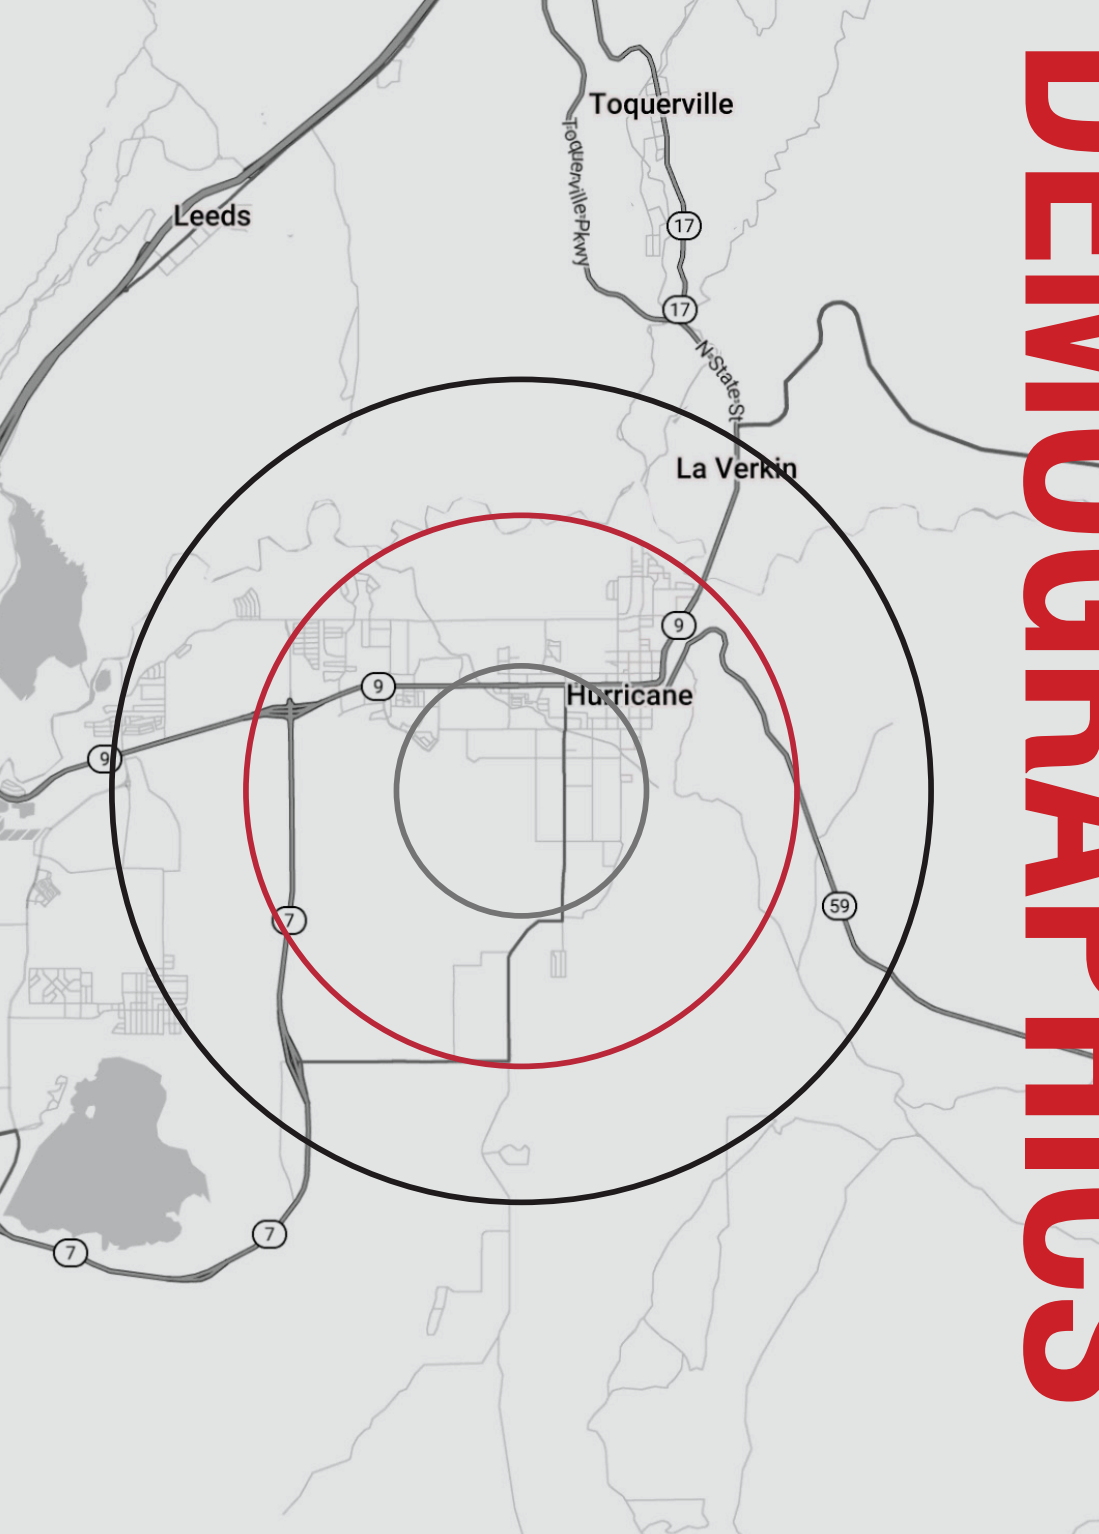 Toquerville
Toquerville Pkwy
Leeds
17
17
N State St
La Verkin
9
9
Hurricane
9
59
7
7
7
DEMOGRAPHICS